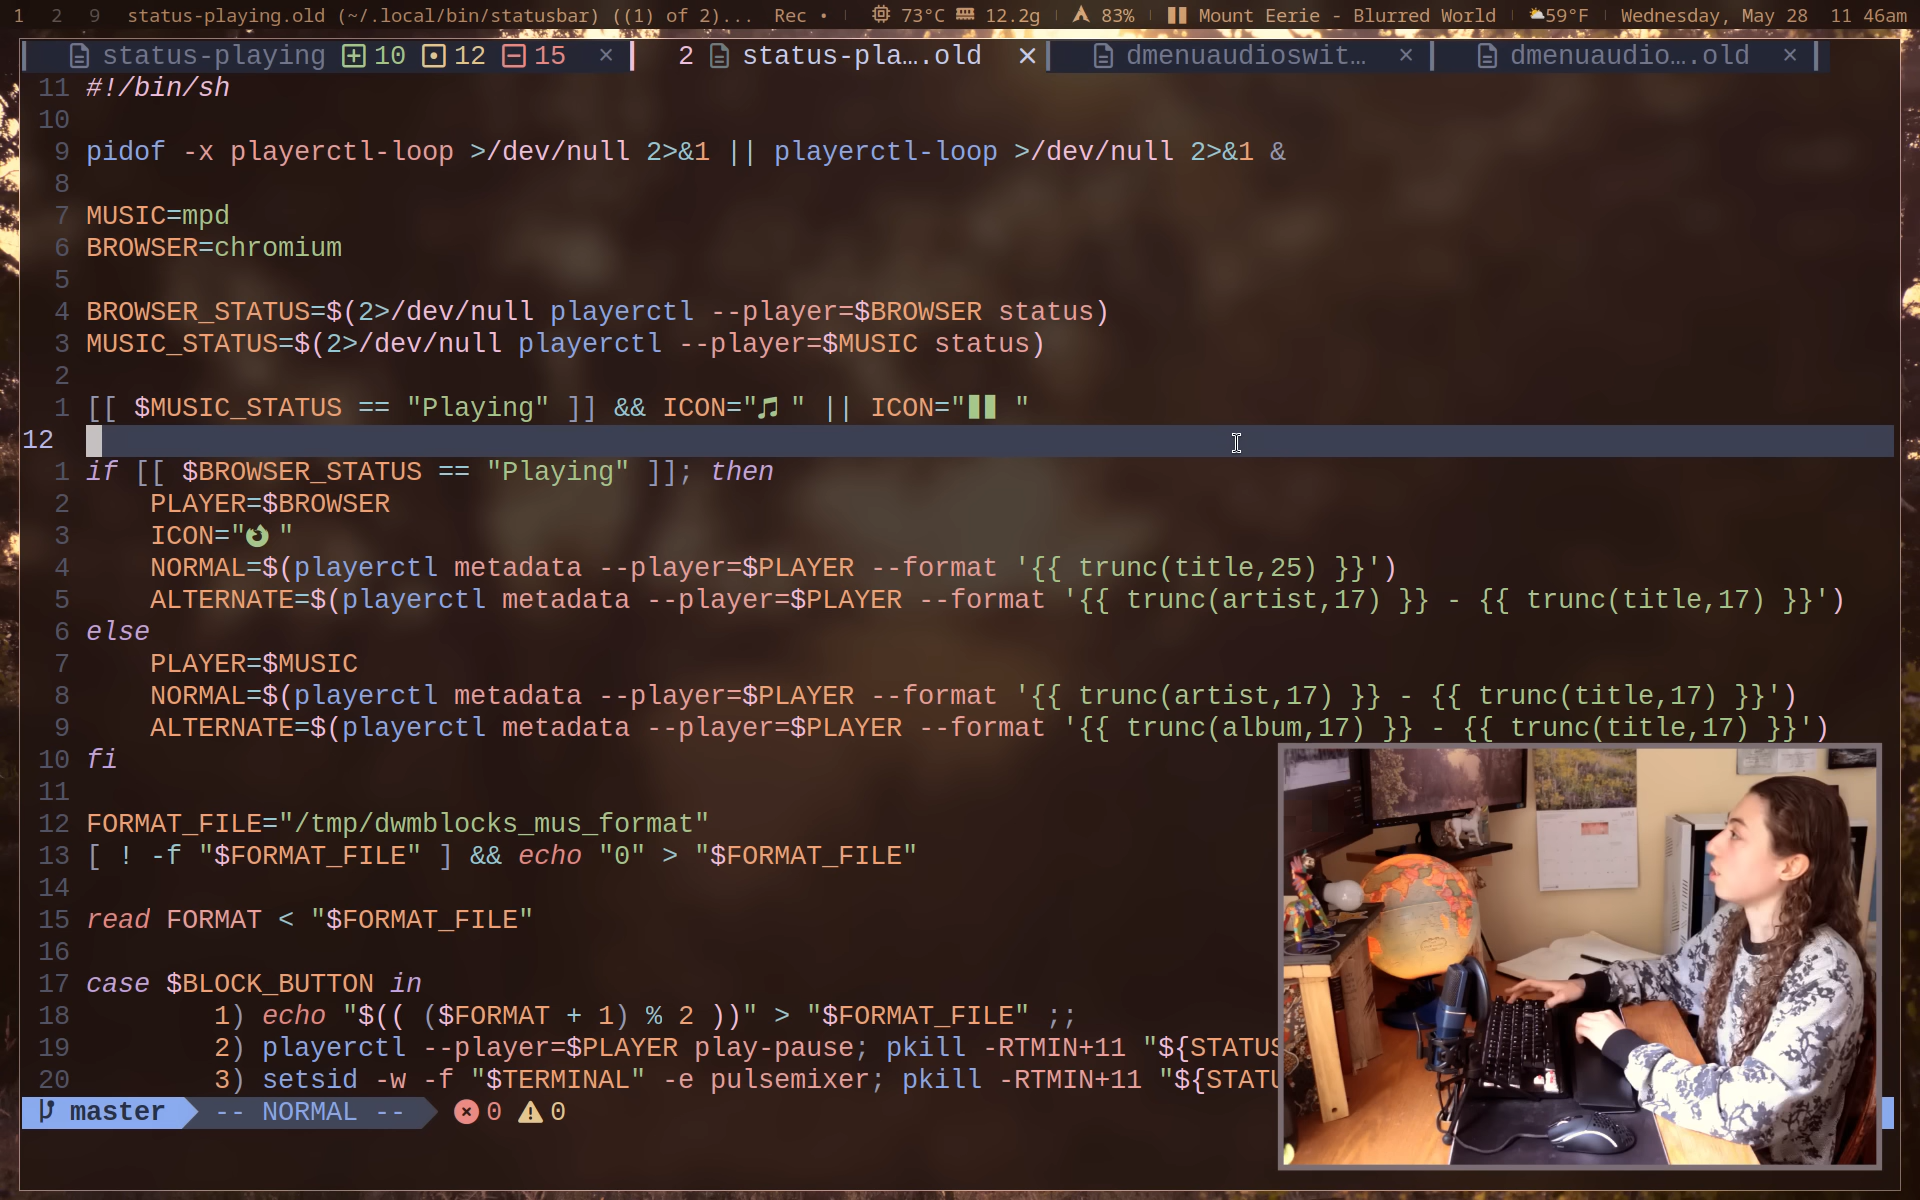 1 2 9 status-playing.old (~/.local/bin/statusbar) ((1) of 2)... Rec • 73°C 12.2g 83% Mount Eerie - Blurred World 59°F Wednesday, May 28 11 46am
status-playing 10 12 15 × 2 status-pla….old × dmenuaudioswit… × dmenuaudio….old ×
11 #!/bin/sh
10
9 pidof -x playerctl-loop >/dev/null 2>&1 || playerctl-loop >/dev/null 2>&1 &
8
7 MUSIC=mpd
6 BROWSER=chromium
5
4 BROWSER_STATUS=$(2>/dev/null playerctl --player=$BROWSER status)
3 MUSIC_STATUS=$(2>/dev/null playerctl --player=$MUSIC status)
2
1 [[ $MUSIC_STATUS == "Playing" ]] && ICON="🎵 " || ICON="▮▮ "
12
1 if [[ $BROWSER_STATUS == "Playing" ]]; then
2 PLAYER=$BROWSER
3 ICON=" "
4 NORMAL=$(playerctl metadata --player=$PLAYER --format '{{ trunc(title,25) }}')
5 ALTERNATE=$(playerctl metadata --player=$PLAYER --format '{{ trunc(artist,17) }} - {{ trunc(title,17) }}')
6 else
7 PLAYER=$MUSIC
8 NORMAL=$(playerctl metadata --player=$PLAYER --format '{{ trunc(artist,17) }} - {{ trunc(title,17) }}')
9 ALTERNATE=$(playerctl metadata --player=$PLAYER --format '{{ trunc(album,17) }} - {{ trunc(title,17) }}')
10 fi
11
12 FORMAT_FILE="/tmp/dwmblocks_mus_format"
13 [ ! -f "$FORMAT_FILE" ] && echo "0" > "$FORMAT_FILE"
14
15 read FORMAT < "$FORMAT_FILE"
16
17 case $BLOCK_BUTTON in
18 1) echo "$(( ($FORMAT + 1) % 2 ))" > "$FORMAT_FILE" ;;
19 2) playerctl --player=$PLAYER play-pause; pkill -RTMIN+11 "${STATUS
20 3) setsid -w -f "$TERMINAL" -e pulsemixer; pkill -RTMIN+11 "${STATU
master -- NORMAL -- 0 0